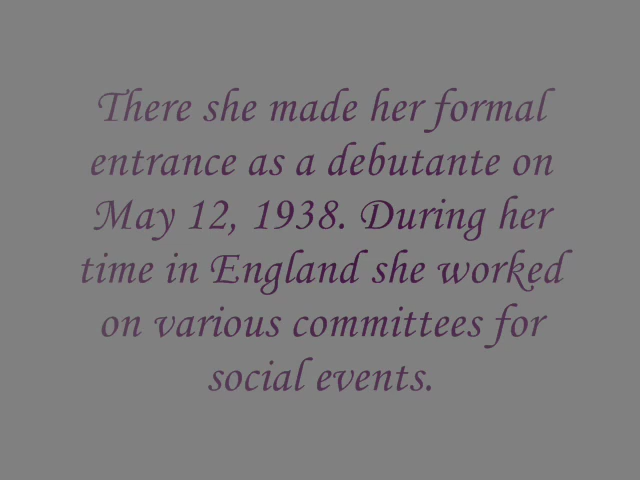 There she made her formal
entrance as a debutante on
May 12, 1938. During her
time in England she worked
on various committees for
social events.